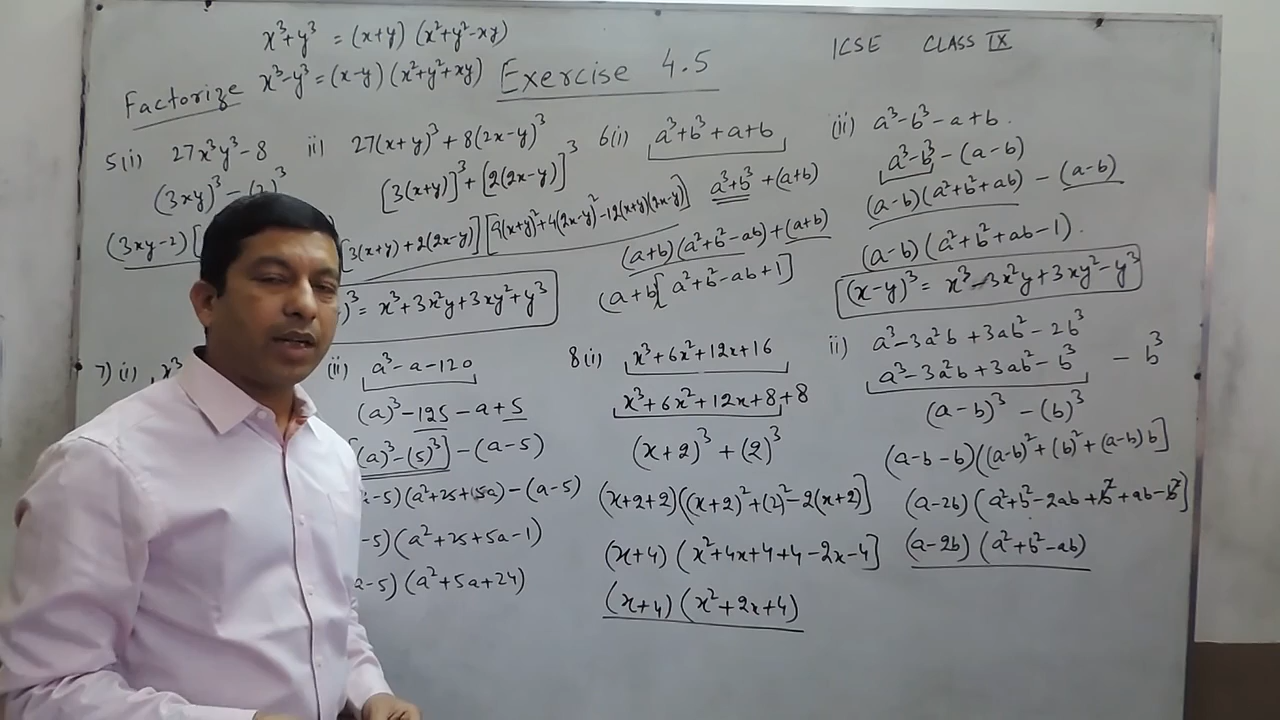 x³+y³ = (x+y) (x²+y²-xy)
ICSE CLASS IX
Factorize x³-y³ = (x-y) (x²+y²+xy) Exercise 4.5
5(i) 27x³y³-8
(3xy)³ - (2)³
(3xy-2)[
ii) 27(x+y)³ + 8(2x-y)³
[3(x+y)]³ + [2(2x-y)]³
[3(x+y)+2(2x-y)][9(x+y)²+4(2x-y)²-12(x+y)(2x-y)]
)³ = x³+3x²y+3xy²+y³
6(i) a³+b³+a+b
a³+b³ + (a+b)
(a+b)(a²+b²-ab)+(a+b)
(a+b[ a²+b²-ab+1]
(ii) a³-b³-a+b.
a³-b³ - (a-b)
(a-b)(a²+b²+ab) - (a-b)
(a-b)(a²+b²+ab-1).
(x-y)³ = x³-3x²y+3xy²-y³
7)(i) x³
(ii) a³-a-120
(a)³-125-a+5
[(a)³-(5)³] -(a-5)
a-5)(a²+25+5a)-(a-5)
-5)(a²+25+5a-1)
a-5)(a²+5a+24)
8(i) x³+6x²+12x+16
x³+6x²+12x+8+8
(x+2)³+(2)³
(x+2+2)((x+2)²+(2)²-2(x+2)]
(x+4)(x²+4x+4+4-2x-4]
(x+4)(x²+2x+4)
ii) a³-3a²b+3ab²-2b³
a³-3a²b+3ab²-b³ - b³
(a-b)³-(b)³
(a-b-b)((a-b)²+(b)²+(a-b)b]
(a-2b)(a²+b²-2ab+b²+ab-b²]
(a-2b)(a²+b²-ab)